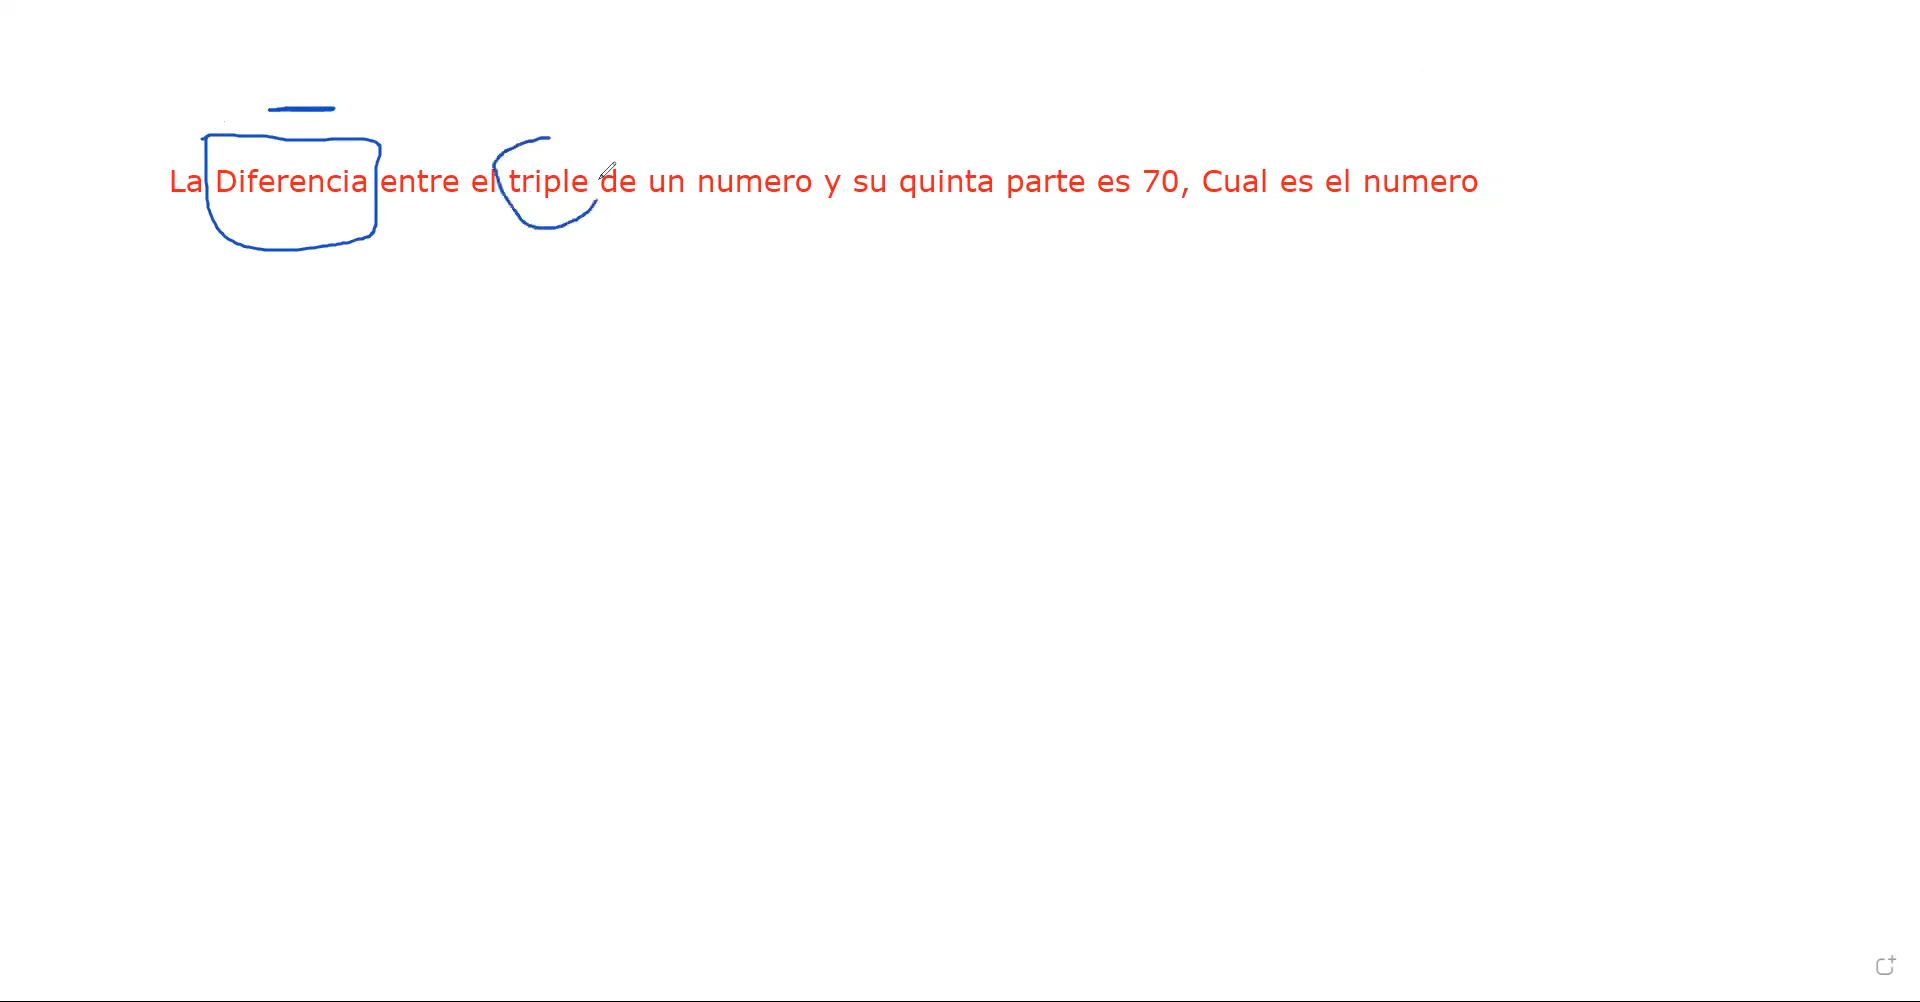 La Diferencia entre el triple de un numero y su quinta parte es 70, Cual es el numero